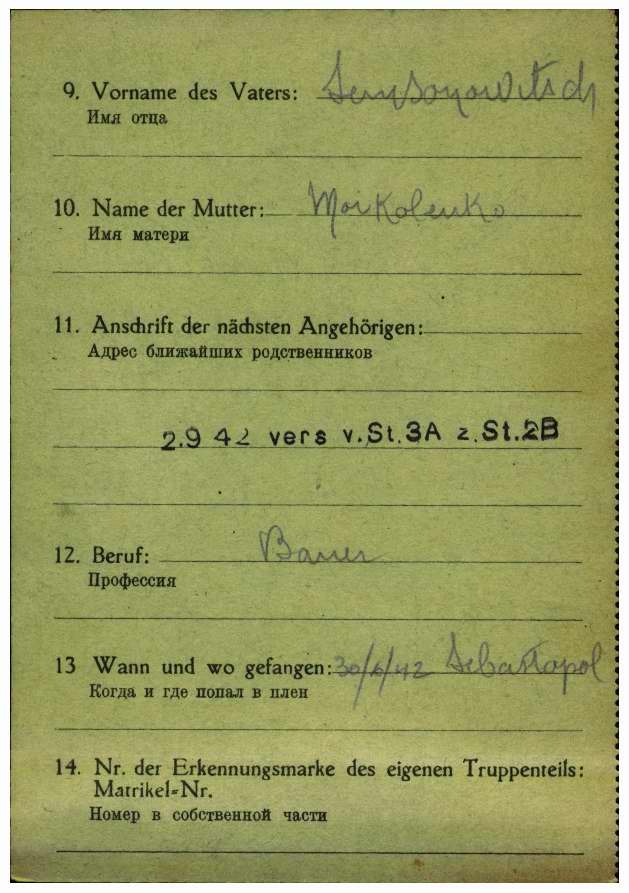 9. Vorname des Vaters:
Имя отца
10. Name der Mutter: Moikolenko
Имя матери
11. Anschrift der nächsten Angehörigen:
Адрес ближайших родственников
2.9 42 vers v.St.3A z.St.2B
12. Beruf: Bauer
Профессия
13 Wann und wo gefangen: 30/6/42 Sebastopol
Когда и где попал в плен
14. Nr. der Erkennungsmarke des eigenen Truppenteils:
Matrikel=Nr.
Номер в собственной части